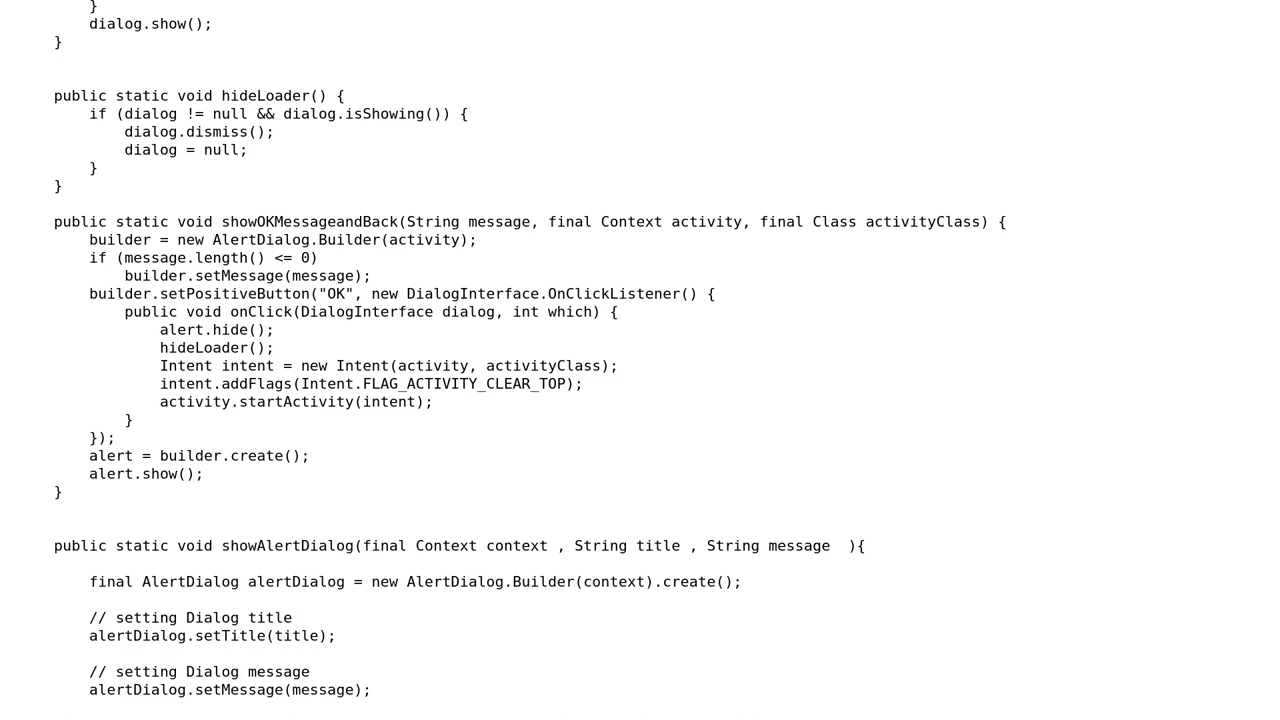 }
        dialog.show();
    }


    public static void hideLoader() {
        if (dialog != null && dialog.isShowing()) {
            dialog.dismiss();
            dialog = null;
        }
    }

    public static void showOKMessageandBack(String message, final Context activity, final Class activityClass) {
        builder = new AlertDialog.Builder(activity);
        if (message.length() <= 0)
            builder.setMessage(message);
        builder.setPositiveButton("OK", new DialogInterface.OnClickListener() {
            public void onClick(DialogInterface dialog, int which) {
                alert.hide();
                hideLoader();
                Intent intent = new Intent(activity, activityClass);
                intent.addFlags(Intent.FLAG_ACTIVITY_CLEAR_TOP);
                activity.startActivity(intent);
            }
        });
        alert = builder.create();
        alert.show();
    }


    public static void showAlertDialog(final Context context , String title , String message  ){

        final AlertDialog alertDialog = new AlertDialog.Builder(context).create();

        // setting Dialog title
        alertDialog.setTitle(title);

        // setting Dialog message
        alertDialog.setMessage(message);